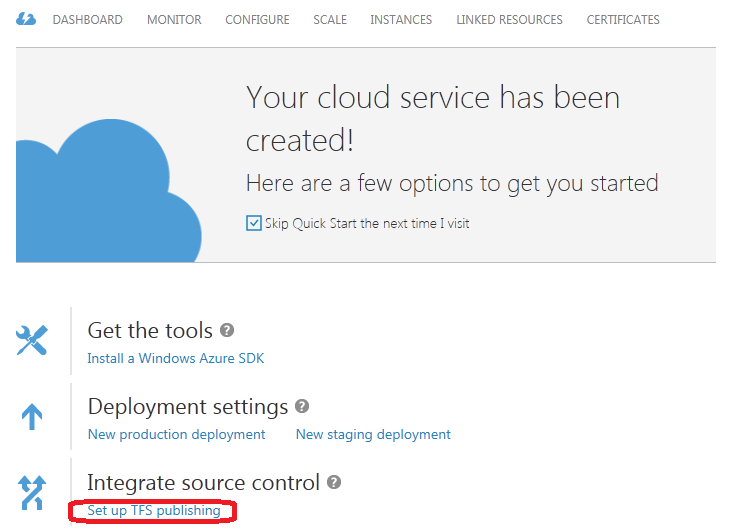 DASHBOARD MONITOR CONFIGURE SCALE INSTANCES LINKED RESOURCES CERTIFICATES
Your cloud service has been
created!
Here are a few options to get you started
Skip Quick Start the next time I visit
Get the tools ?
Install a Windows Azure SDK
Deployment settings ?
New production deployment New staging deployment
Integrate source control ?
Set up TFS publishing